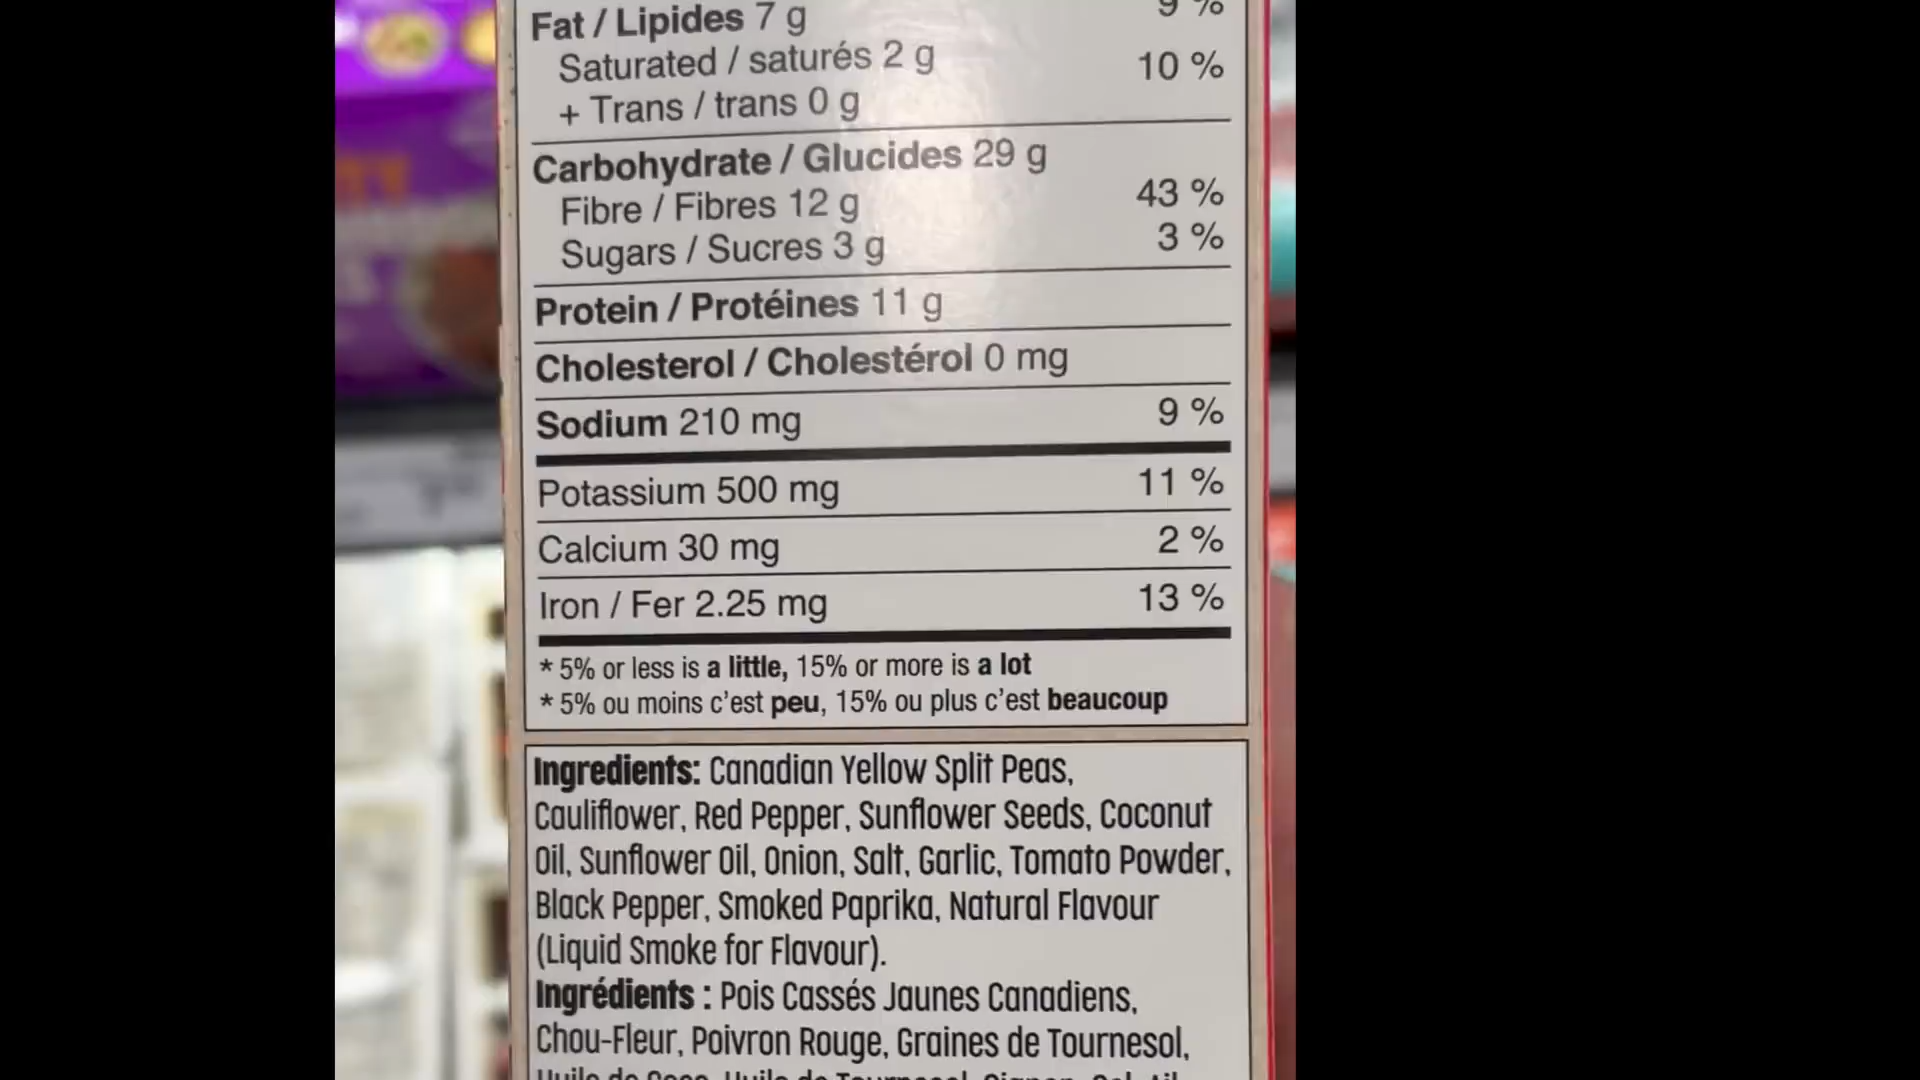 Fat / Lipides 7 g 9 %
Saturated / saturés 2 g 10 %
+ Trans / trans 0 g
Carbohydrate / Glucides 29 g
Fibre / Fibres 12 g 43 %
Sugars / Sucres 3 g 3 %
Protein / Protéines 11 g
Cholesterol / Cholestérol 0 mg
Sodium 210 mg 9 %
Potassium 500 mg 11 %
Calcium 30 mg 2 %
Iron / Fer 2.25 mg 13 %
* 5% or less is a little, 15% or more is a lot
* 5% ou moins c'est peu, 15% ou plus c'est beaucoup
Ingredients: Canadian Yellow Split Peas,
Cauliflower, Red Pepper, Sunflower Seeds, Coconut
Oil, Sunflower Oil, Onion, Salt, Garlic, Tomato Powder,
Black Pepper, Smoked Paprika, Natural Flavour
(Liquid Smoke for Flavour).
Ingrédients : Pois Cassés Jaunes Canadiens,
Chou-Fleur, Poivron Rouge, Graines de Tournesol,